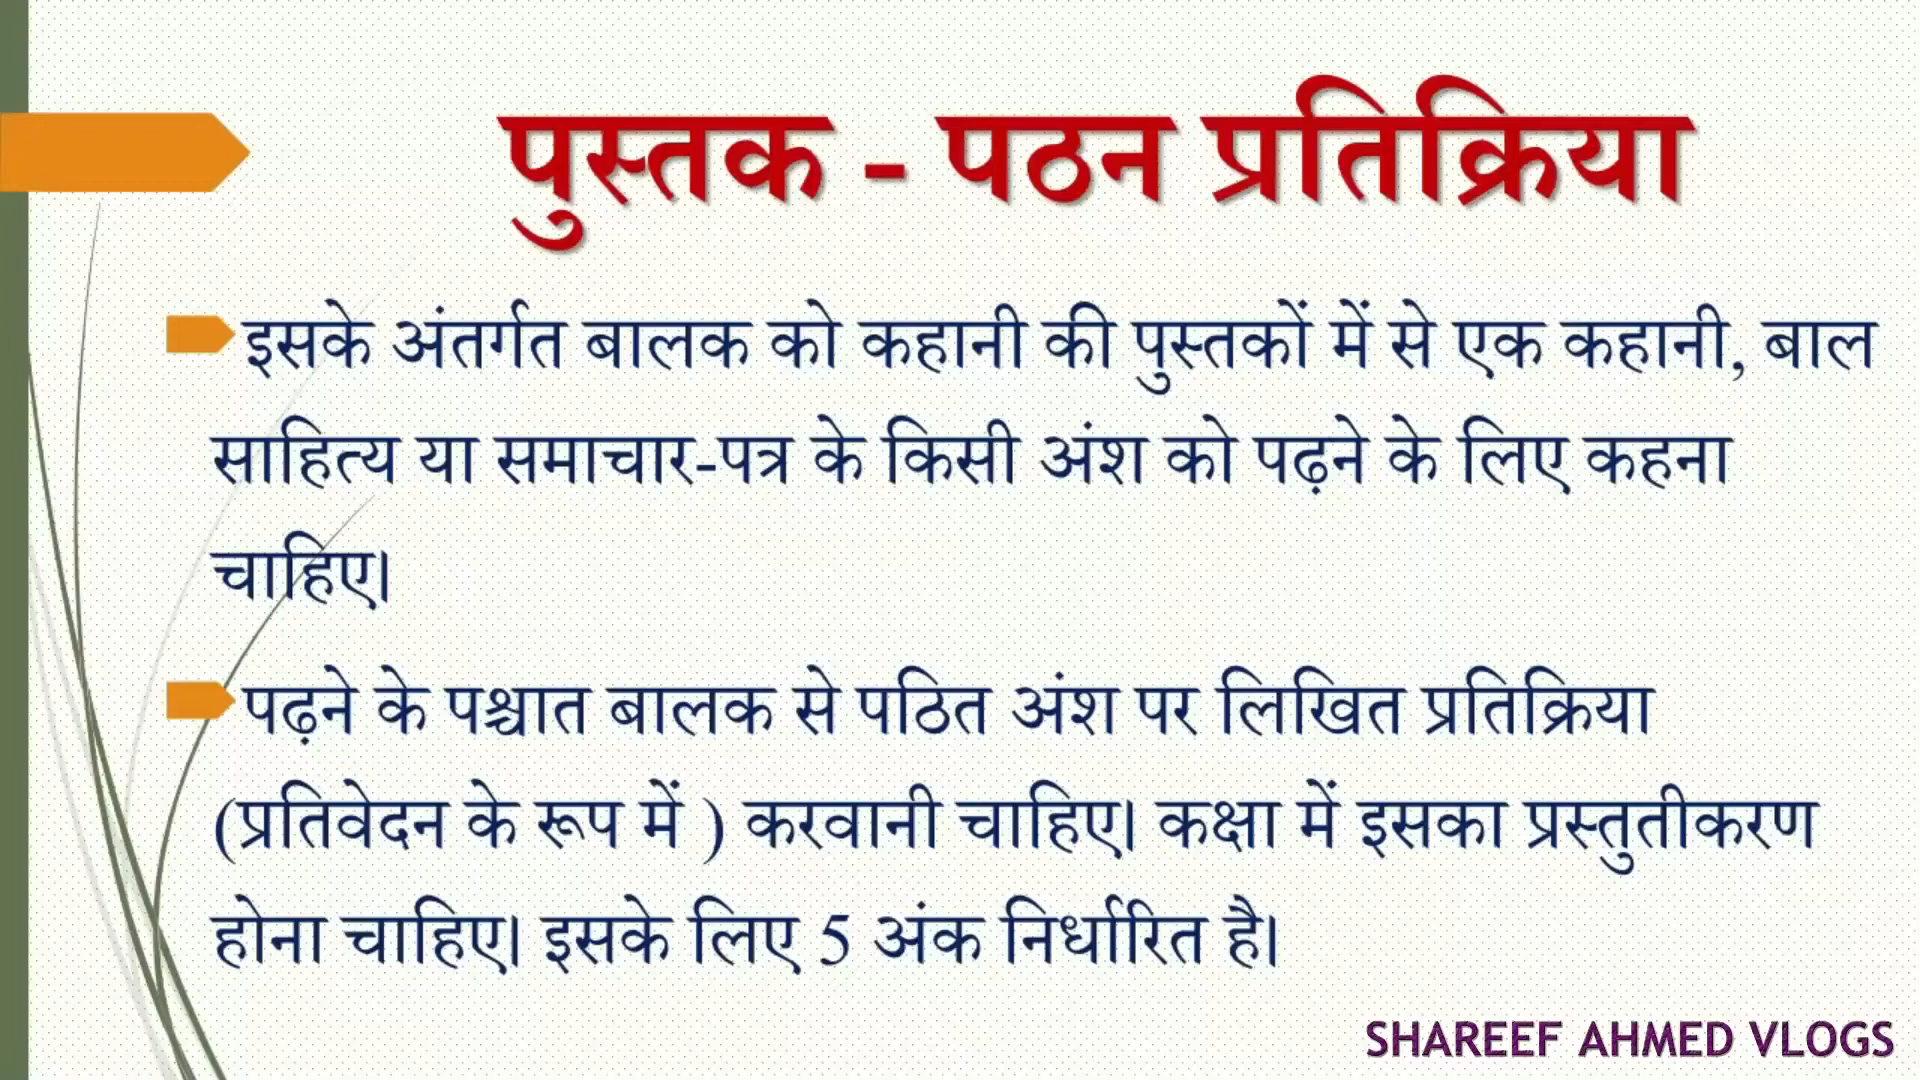 पुस्तक - पठन प्रतिक्रिया
इसके अंतर्गत बालक को कहानी की पुस्तकों में से एक कहानी, बाल
साहित्य या समाचार-पत्र के किसी अंश को पढ़ने के लिए कहना
चाहिए।
पढ़ने के पश्चात बालक से पठित अंश पर लिखित प्रतिक्रिया
(प्रतिवेदन के रूप में ) करवानी चाहिए। कक्षा में इसका प्रस्तुतीकरण
होना चाहिए। इसके लिए 5 अंक निर्धारित है।
SHAREEF AHMED VLOGS